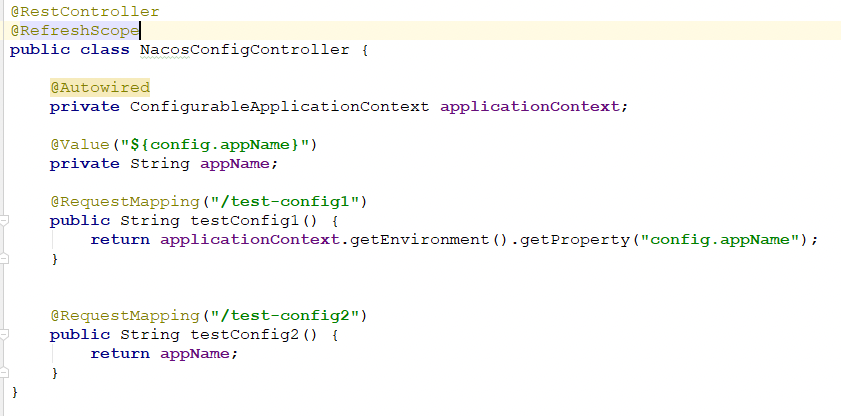 @RestController
@RefreshScope
public class NacosConfigController {
@Autowired
private ConfigurableApplicationContext applicationContext;
@Value("${config.appName}")
private String appName;
@RequestMapping("/test-config1")
public String testConfig1() {
return applicationContext.getEnvironment().getProperty("config.appName");
}
@RequestMapping("/test-config2")
public String testConfig2() {
return appName;
}
}